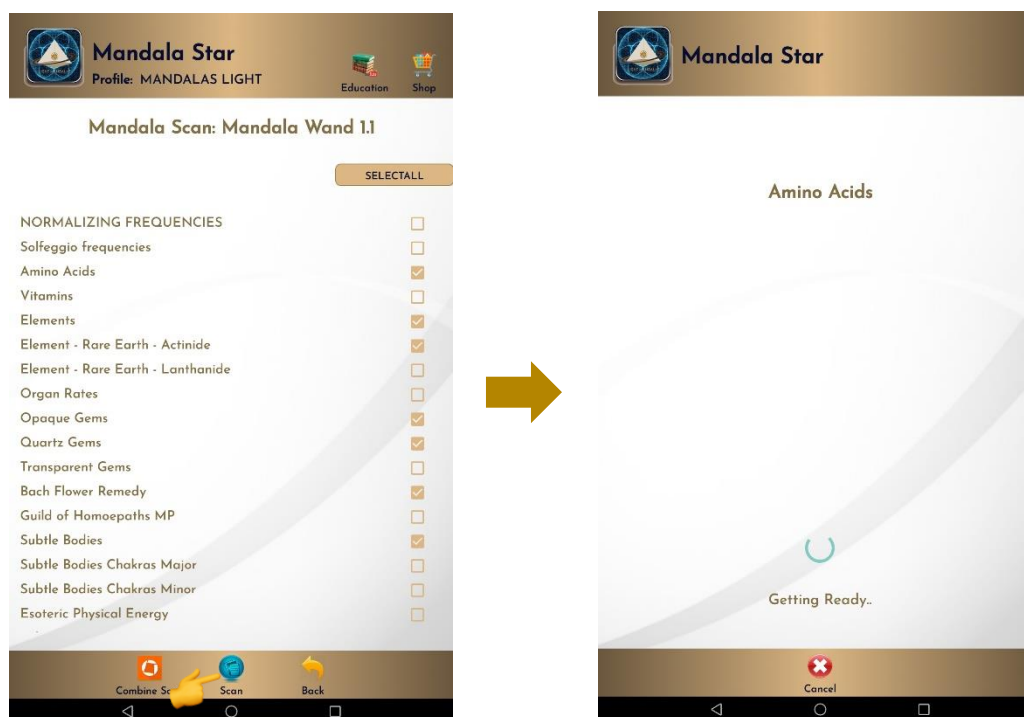 Mandala Star
Profile: MANDALAS LIGHT
Education
Shop
Mandala Scan: Mandala Wand 1.1
SELECTALL
NORMALIZING FREQUENCIES
Solfeggio frequencies
Amino Acids
Vitamins
Elements
Element - Rare Earth - Actinide
Element - Rare Earth - Lanthanide
Organ Rates
Opaque Gems
Quartz Gems
Transparent Gems
Bach Flower Remedy
Guild of Homoepaths MP
Subtle Bodies
Subtle Bodies Chakras Major
Subtle Bodies Chakras Minor
Esoteric Physical Energy
Combine Sc
Scan
Back
Mandala Star
Amino Acids
Getting Ready..
Cancel